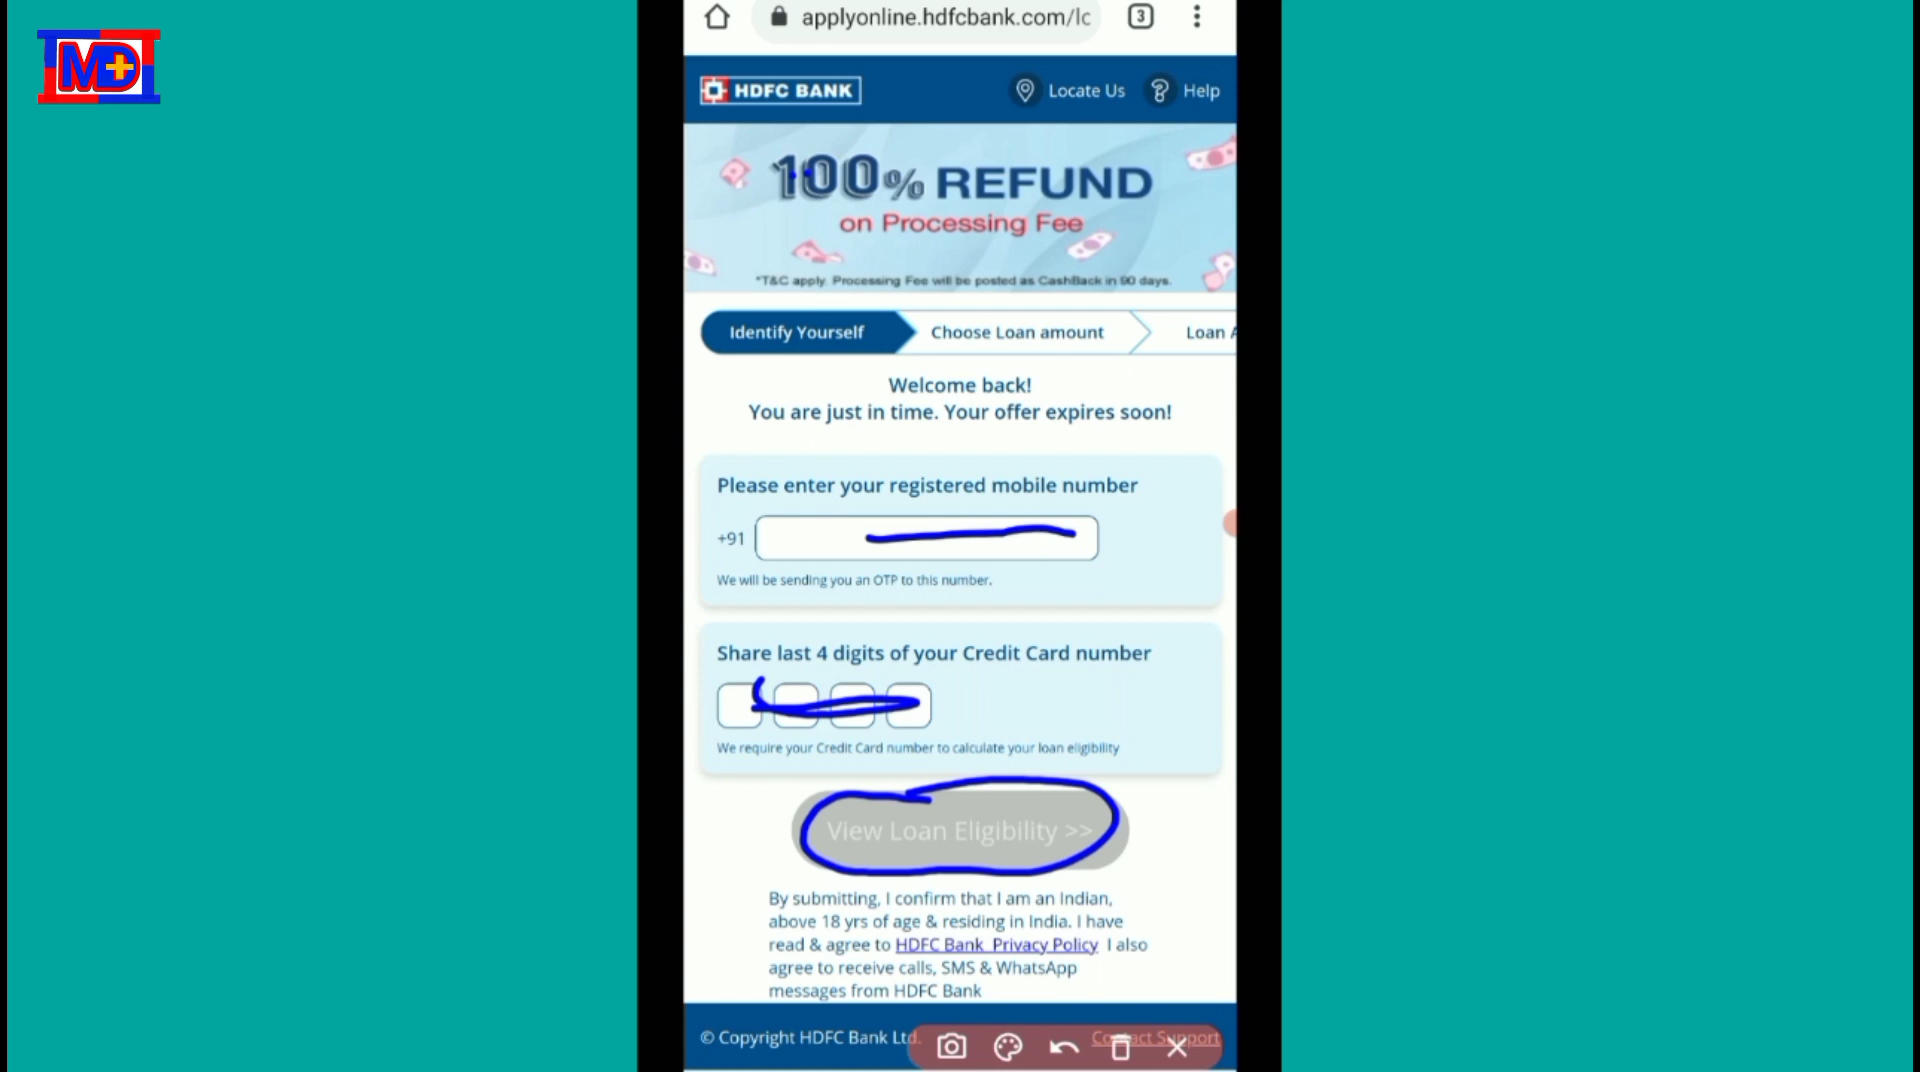 MD+
applyonline.hdfcbank.com/lc
3
HDFC BANK
Locate Us
Help
100% REFUND
on Processing Fee
*T&C apply. Processing Fee will be posted as CashBack in 90 days.
Identify Yourself
Choose Loan amount
Loan A
Welcome back!
You are just in time. Your offer expires soon!
Please enter your registered mobile number
+91
We will be sending you an OTP to this number.
Share last 4 digits of your Credit Card number
We require your Credit Card number to calculate your loan eligibility
View Loan Eligibility >>
By submitting, I confirm that I am an Indian,
above 18 yrs of age & residing in India. I have
read & agree to HDFC Bank Privacy Policy I also
agree to receive calls, SMS & WhatsApp
messages from HDFC Bank
© Copyright HDFC Bank Ltd.
Contact Support